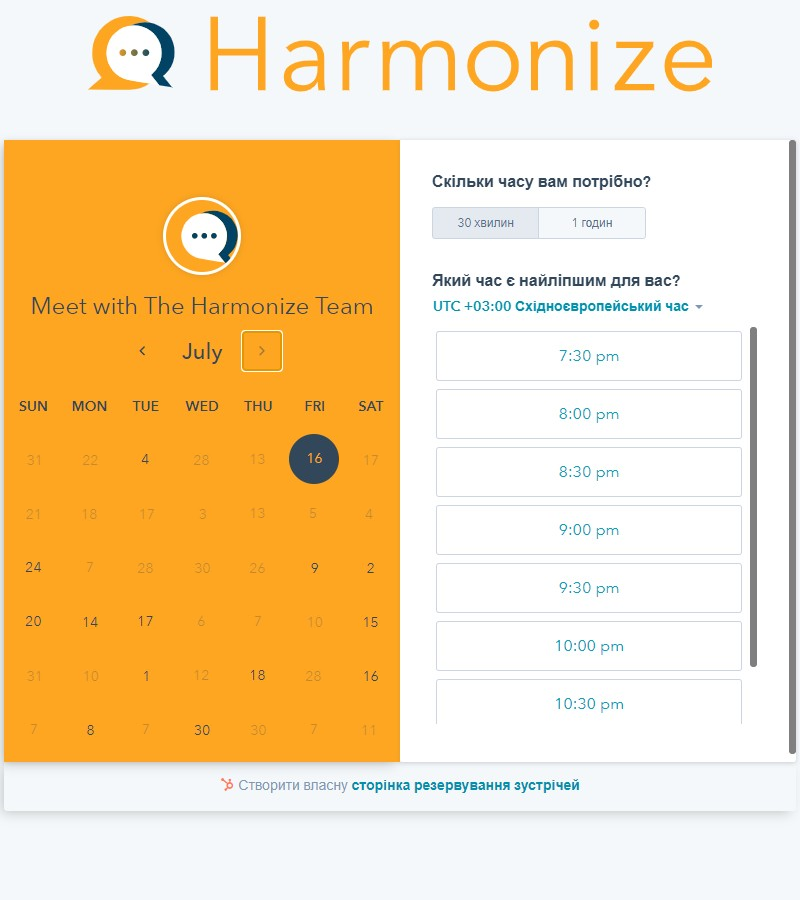 Harmonize
Meet with The Harmonize Team
July
SUN MON TUE WED THU FRI SAT
31 22 4 28 13 16 17
21 18 17 3 13 5 4
24 7 28 30 26 9 2
20 14 17 6 7 10 15
31 10 1 12 18 28 16
7 8 7 30 30 7 11
Скільки часу вам потрібно?
30 хвилин 1 годин
Який час є найліпшим для вас?
UTC +03:00 Східноєвропейський час
7:30 pm
8:00 pm
8:30 pm
9:00 pm
9:30 pm
10:00 pm
10:30 pm
Створити власну сторінка резервування зустрічей